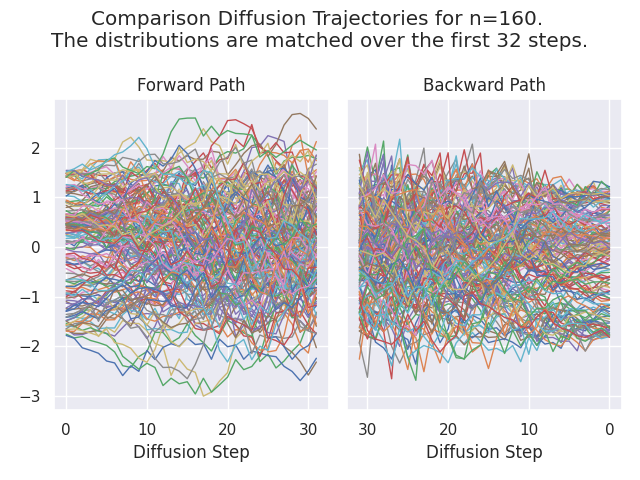 Comparison Diffusion Trajectories for n=160.
The distributions are matched over the first 32 steps.
Forward Path
Backward Path
2
1
0
−1
−2
−3
0 10 20 30
30 20 10 0
Diffusion Step
Diffusion Step